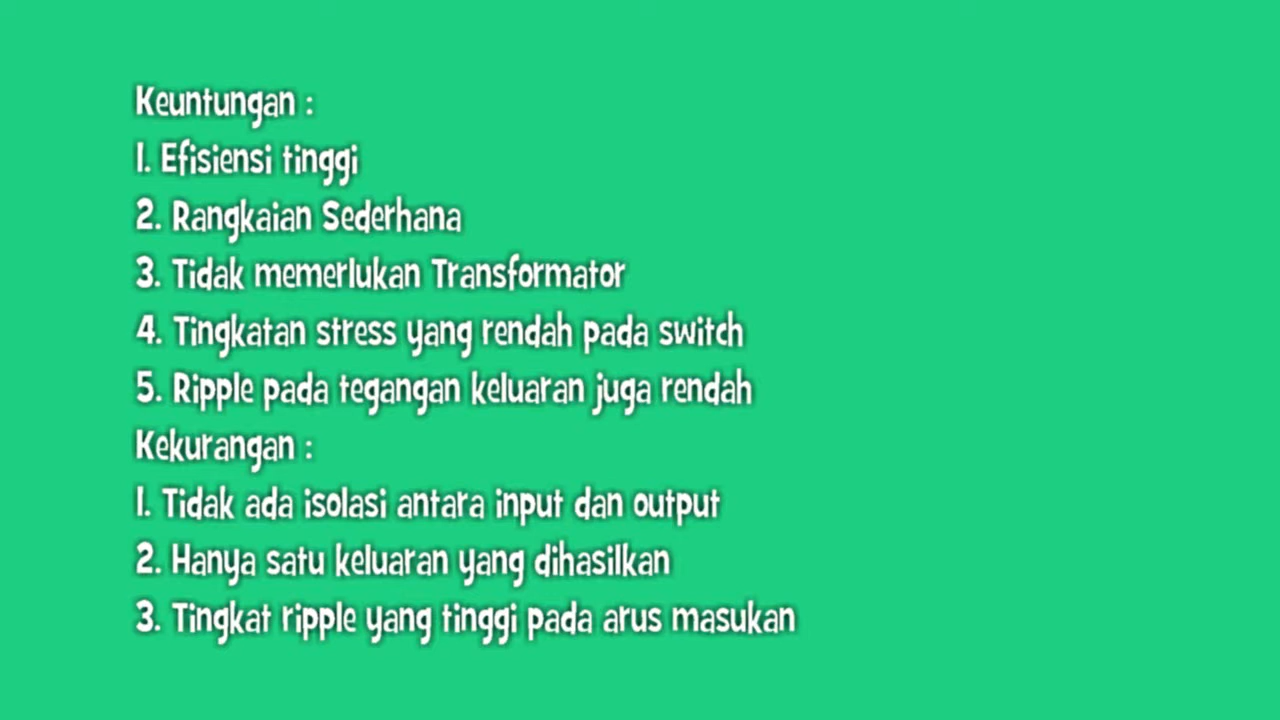 Keuntungan :
1. Efisiensi tinggi
2. Rangkaian Sederhana
3. Tidak memerlukan Transformator
4. Tingkatan stress yang rendah pada switch
5. Ripple pada tegangan keluaran juga rendah
Kekurangan :
1. Tidak ada isolasi antara input dan output
2. Hanya satu keluaran yang dihasilkan
3. Tingkat ripple yang tinggi pada arus masukan